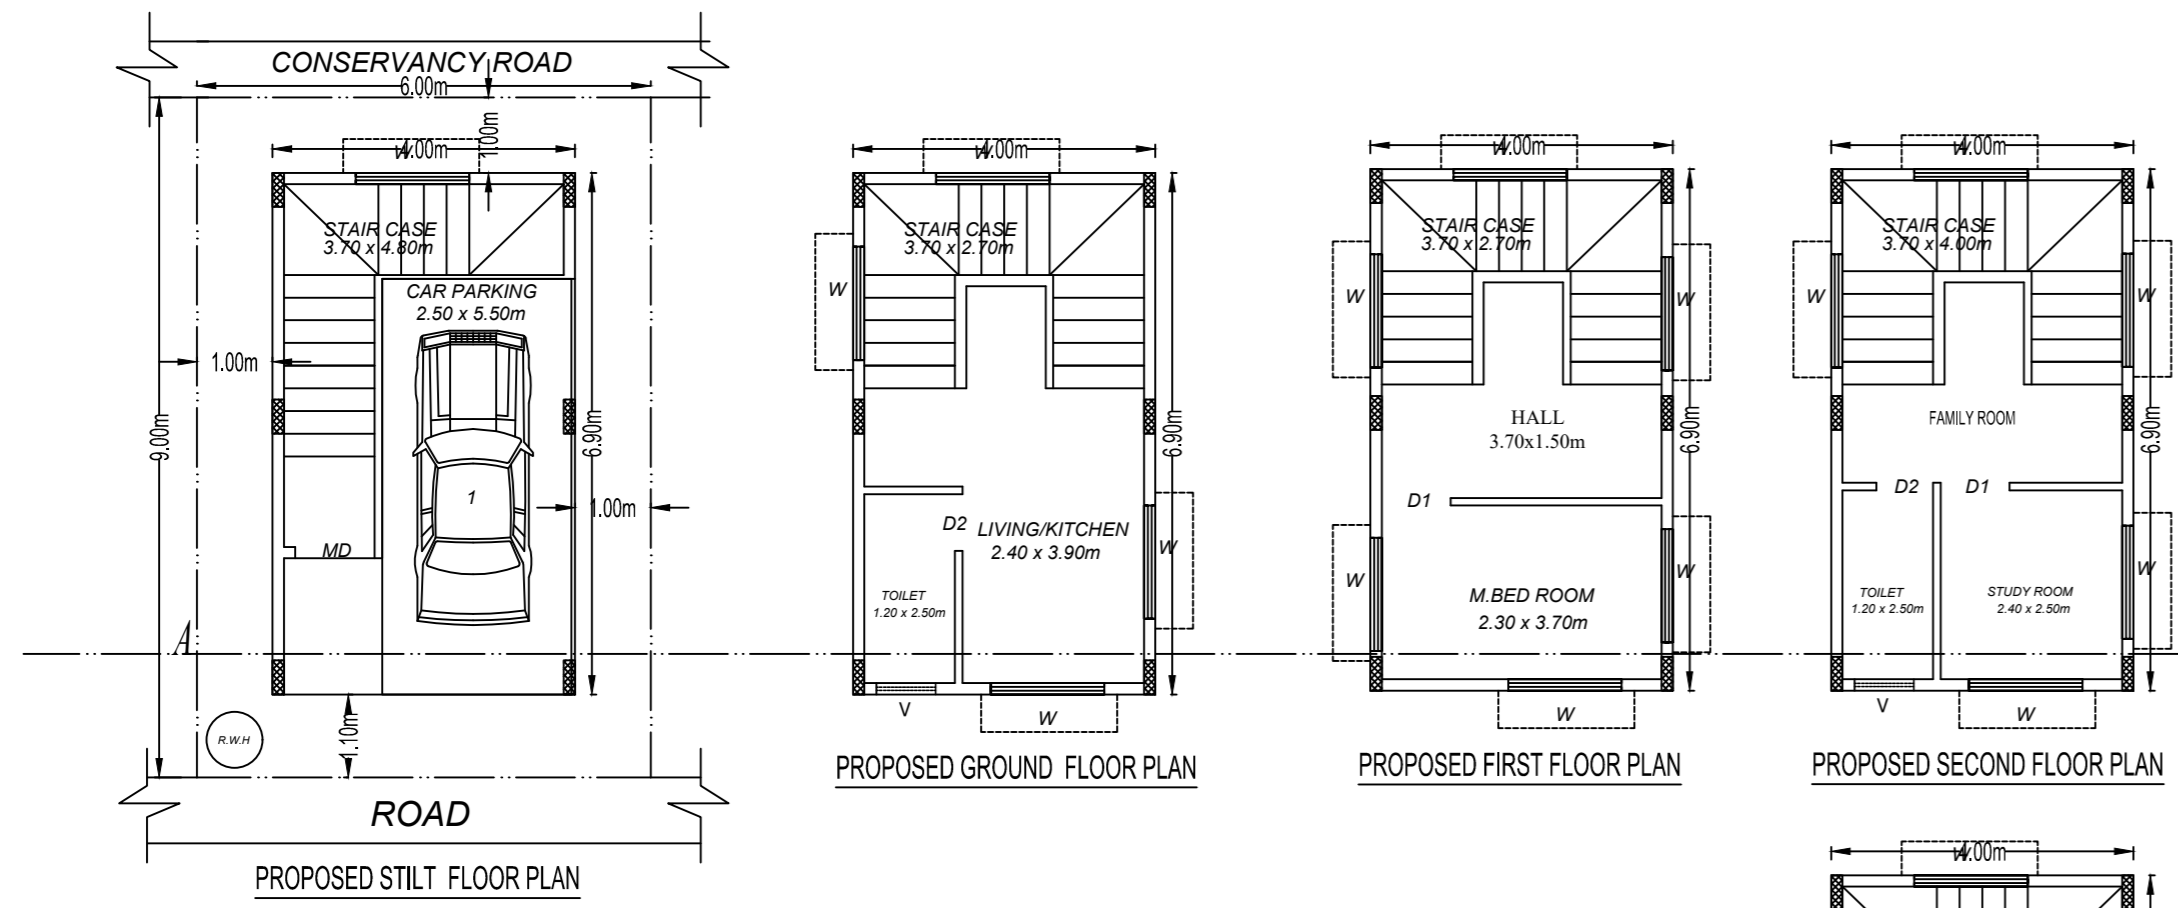 CONSERVANCY ROAD
6.00m
1.00m
W
4.00m
STAIR CASE
3.70 x 4.80m
CAR PARKING
2.50 x 5.50m
1.00m
9.00m
6.90m
1
1.00m
MD
A
R.W.H
1.10m
ROAD
PROPOSED STILT FLOOR PLAN
W
4.00m
STAIR CASE
3.70 x 2.70m
W
6.90m
D2
LIVING/KITCHEN
2.40 x 3.90m
W
TOILET
1.20 x 2.50m
V
W
PROPOSED GROUND FLOOR PLAN
W
4.00m
STAIR CASE
3.70 x 2.70m
W
W
HALL
3.70x1.50m
6.90m
D1
W
W
M.BED ROOM
2.30 x 3.70m
W
PROPOSED FIRST FLOOR PLAN
W
4.00m
STAIR CASE
3.70 x 4.00m
W
W
FAMILY ROOM
6.90m
D2
D1
W
TOILET
1.20 x 2.50m
STUDY ROOM
2.40 x 2.50m
V
W
PROPOSED SECOND FLOOR PLAN
W
4.00m